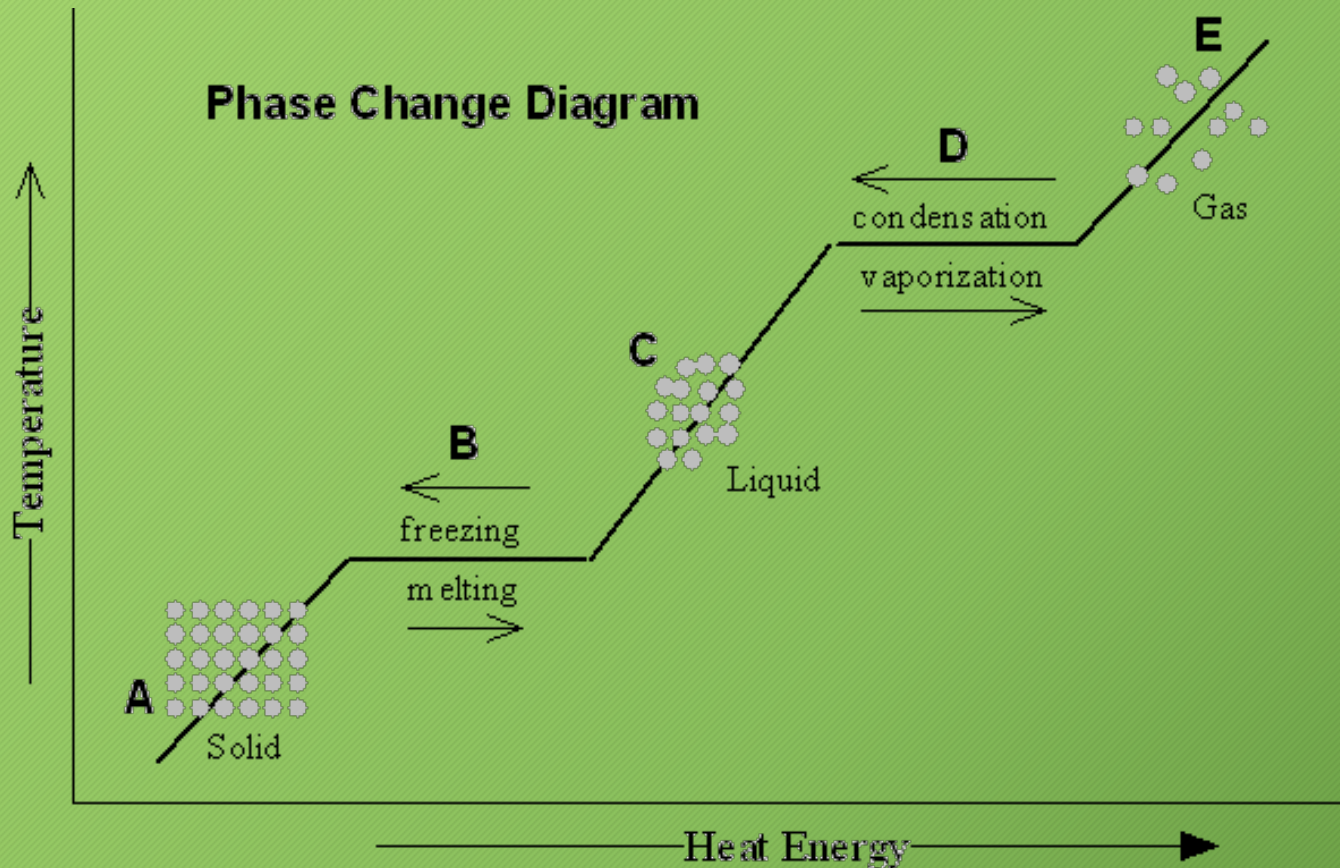 Phase Change Diagram
E
D
condensation
vaporization
Gas
C
Liquid
B
freezing
melting
A
Solid
Temperature
Heat Energy